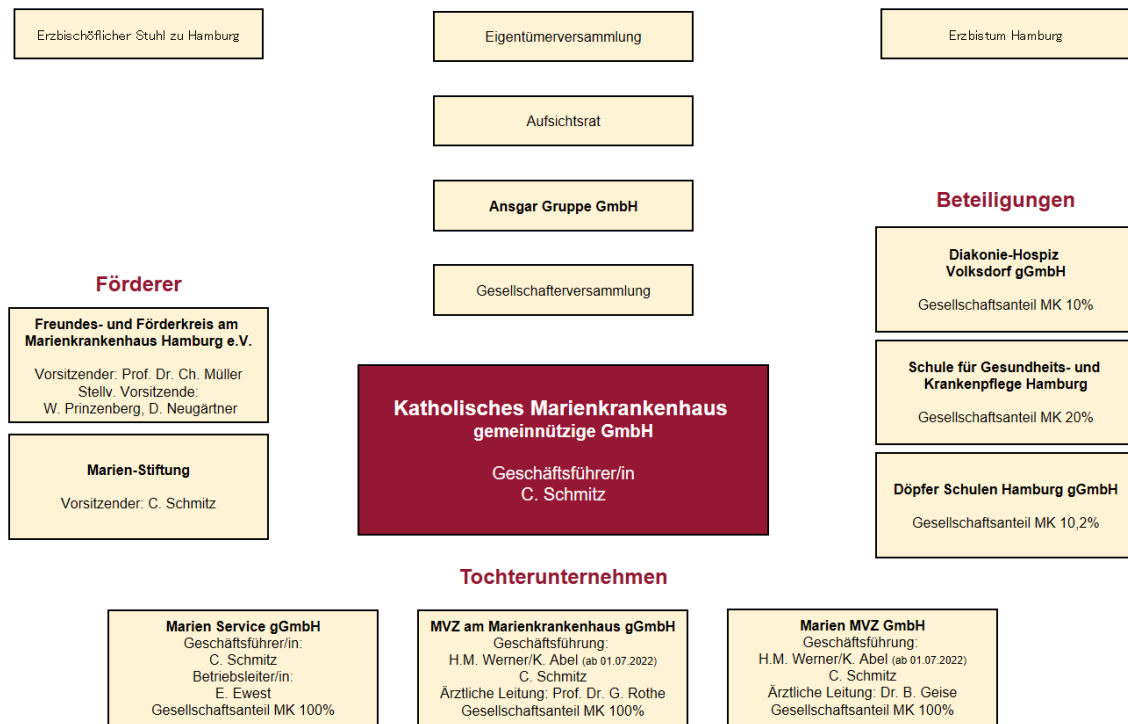 Erzbischöflicher Stuhl zu Hamburg
Eigentümerversammlung
Erzbistum Hamburg
Aufsichtsrat
Ansgar Gruppe GmbH
Gesellschafterversammlung
Förderer
Freundes- und Förderkreis am
Marienkrankenhaus Hamburg e.V.
Vorsitzender: Prof. Dr. Ch. Müller
Stellv. Vorsitzende:
W. Prinzenberg, D. Neugärtner
Marien-Stiftung
Vorsitzender: C. Schmitz
Katholisches Marienkrankenhaus
gemeinnützige GmbH
Geschäftsführer/in
C. Schmitz
Beteiligungen
Diakonie-Hospiz
Volksdorf gGmbH
Gesellschaftsanteil MK 10%
Schule für Gesundheits- und
Krankenpflege Hamburg
Gesellschaftsanteil MK 20%
Döpfer Schulen Hamburg gGmbH
Gesellschaftsanteil MK 10,2%
Tochterunternehmen
Marien Service gGmbH
Geschäftsführer/in:
C. Schmitz
Betriebsleiter/in:
E. Ewest
Gesellschaftsanteil MK 100%
MVZ am Marienkrankenhaus gGmbH
Geschäftsführung:
H.M. Werner/K. Abel (ab 01.07.2022)
C. Schmitz
Ärztliche Leitung: Prof. Dr. G. Rothe
Gesellschaftsanteil MK 100%
Marien MVZ GmbH
Geschäftsführung:
H.M. Werner/K. Abel (ab 01.07.2022)
C. Schmitz
Ärztliche Leitung: Dr. B. Geise
Gesellschaftsanteil MK 100%